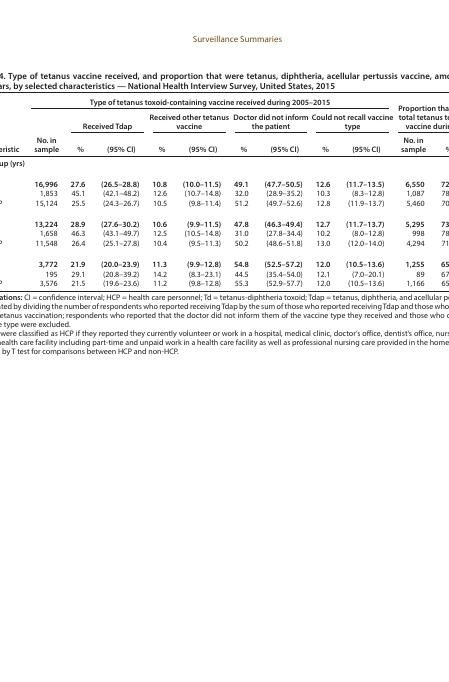 Surveillance Summaries
4. Type of tetanus vaccine received, and proportion that were tetanus, diphtheria, acellular pertussis vaccine, am
ars, by selected characteristics — National Health Interview Survey, United States, 2015
Type of tetanus toxoid-containing vaccine received during 2005–2015
Proportion tha
Received other tetanus Doctor did not inform Could not recall vaccine total tetanus t
Received Tdap vaccine the patient type vaccine duri
No. in No. in
eristic sample % (95% CI) % (95% CI) % (95% CI) % (95% CI) sample %
up (yrs)
16,996 27.6 (26.5–28.8) 10.8 (10.0–11.5) 49.1 (47.7–50.5) 12.6 (11.7–13.5) 6,550 72
1,853 45.1 (42.1–48.2) 12.6 (10.7–14.8) 32.0 (28.9–35.2) 10.3 (8.3–12.8) 1,087 78
P 15,124 25.5 (24.3–26.7) 10.5 (9.8–11.4) 51.2 (49.7–52.6) 12.8 (11.9–13.7) 5,460 70
13,224 28.9 (27.6–30.2) 10.6 (9.9–11.5) 47.8 (46.3–49.4) 12.7 (11.7–13.7) 5,295 73
1,658 46.3 (43.1–49.7) 12.5 (10.5–14.8) 31.0 (27.8–34.4) 10.2 (8.0–12.8) 998 78
P 11,548 26.4 (25.1–27.8) 10.4 (9.5–11.3) 50.2 (48.6–51.8) 13.0 (12.0–14.0) 4,294 71
3,772 21.9 (20.0–23.9) 11.3 (9.9–12.8) 54.8 (52.5–57.2) 12.0 (10.5–13.6) 1,255 65
195 29.1 (20.8–39.2) 14.2 (8.3–23.1) 44.5 (35.4–54.0) 12.1 (7.0–20.1) 89 67
P 3,576 21.5 (19.6–23.6) 11.2 (9.8–12.8) 55.3 (52.9–57.7) 12.0 (10.5–13.6) 1,166 65
ations: CI = confidence interval; HCP = health care personnel; Td = tetanus-diphtheria toxoid; Tdap = tetanus, diphtheria, and acellular p
ated by dividing the number of respondents who reported receiving Tdap by the sum of those who reported receiving Tdap and those who
etanus vaccination; respondents who reported that the doctor did not inform them of the vaccine type they received and those who c
e type were excluded.
were classified as HCP if they reported they currently volunteer or work in a hospital, medical clinic, doctor's office, dentist's office, nurs
ealth care facility including part-time and unpaid work in a health care facility as well as professional nursing care provided in the home
by T test for comparisons between HCP and non-HCP.